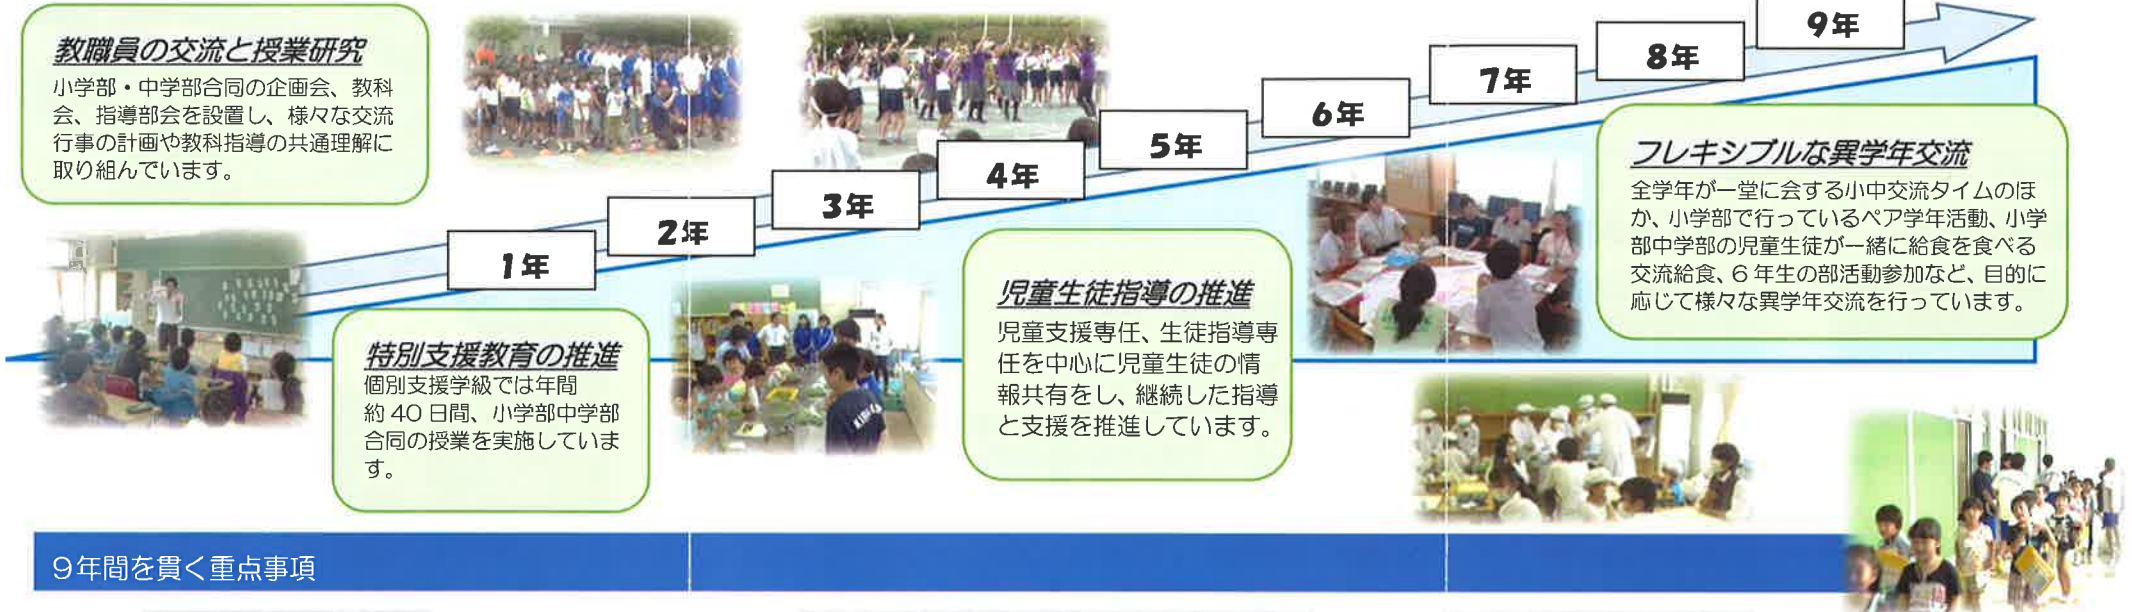 教職員の交流と授業研究
小学部・中学部合同の企画会、教科
会、指導部会を設置し、様々な交流
行事の計画や教科指導の共通理解に
取り組んでいます。
1年
2年
3年
4年
5年
6年
7年
8年
9年
特別支援教育の推進
個別支援学級では年間
約40日間、小学部中学部
合同の授業を実施していま
す。
児童生徒指導の推進
児童支援専任、生徒指導専
任を中心に児童生徒の情
報共有をし、継続した指導
と支援を推進しています。
フレキシブルな異学年交流
全学年が一堂に会する小中交流タイムのほ
か、小学部で行っているペア学年活動、小学
部中学部の児童生徒が一緒に給食を食べる
交流給食、6年生の部活動参加など、目的に
応じて様々な異学年交流を行っています。
9年間を貫く重点事項